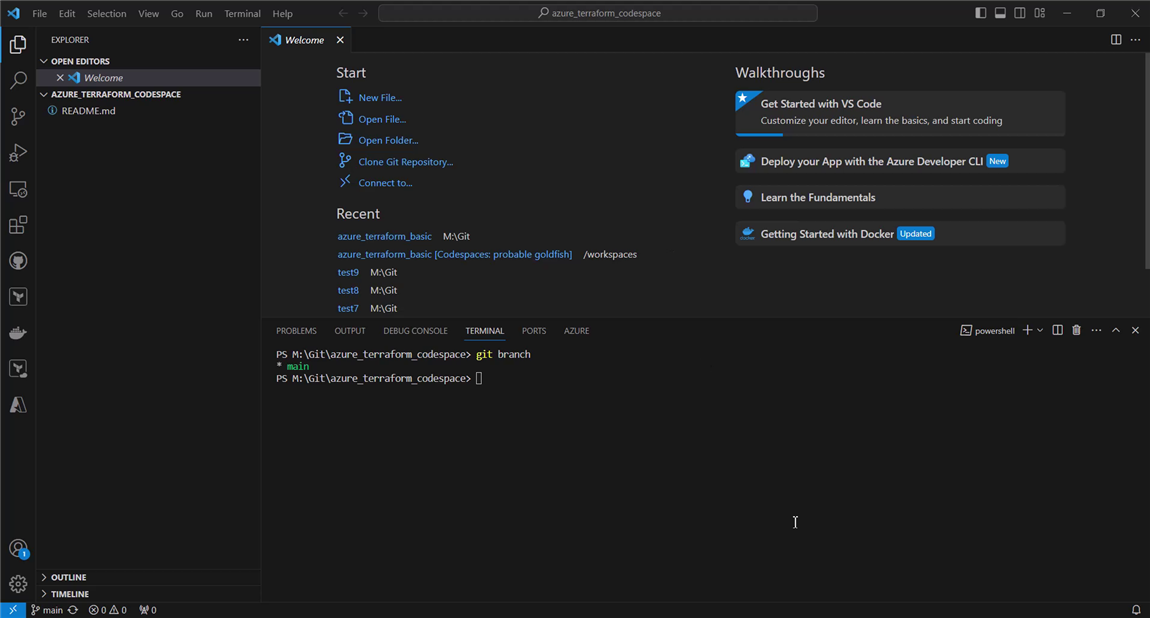 File Edit Selection View Go Run Terminal Help
azure_terraform_codespace
EXPLORER
OPEN EDITORS
Welcome
AZURE_TERRAFORM_CODESPACE
README.md
OUTLINE
TIMELINE
Welcome
Start
New File...
Open File...
Open Folder...
Clone Git Repository...
Connect to...
Recent
azure_terraform_basic M:\Git
azure_terraform_basic [Codespaces: probable goldfish] /workspaces
test9 M:\Git
test8 M:\Git
test7 M:\Git
Walkthroughs
Get Started with VS Code
Customize your editor, learn the basics, and start coding
Deploy your App with the Azure Developer CLI New
Learn the Fundamentals
Getting Started with Docker Updated
PROBLEMS OUTPUT DEBUG CONSOLE TERMINAL PORTS AZURE
powershell
PS M:\Git\azure_terraform_codespace> git branch
* main
PS M:\Git\azure_terraform_codespace>
1
main 0 0 0